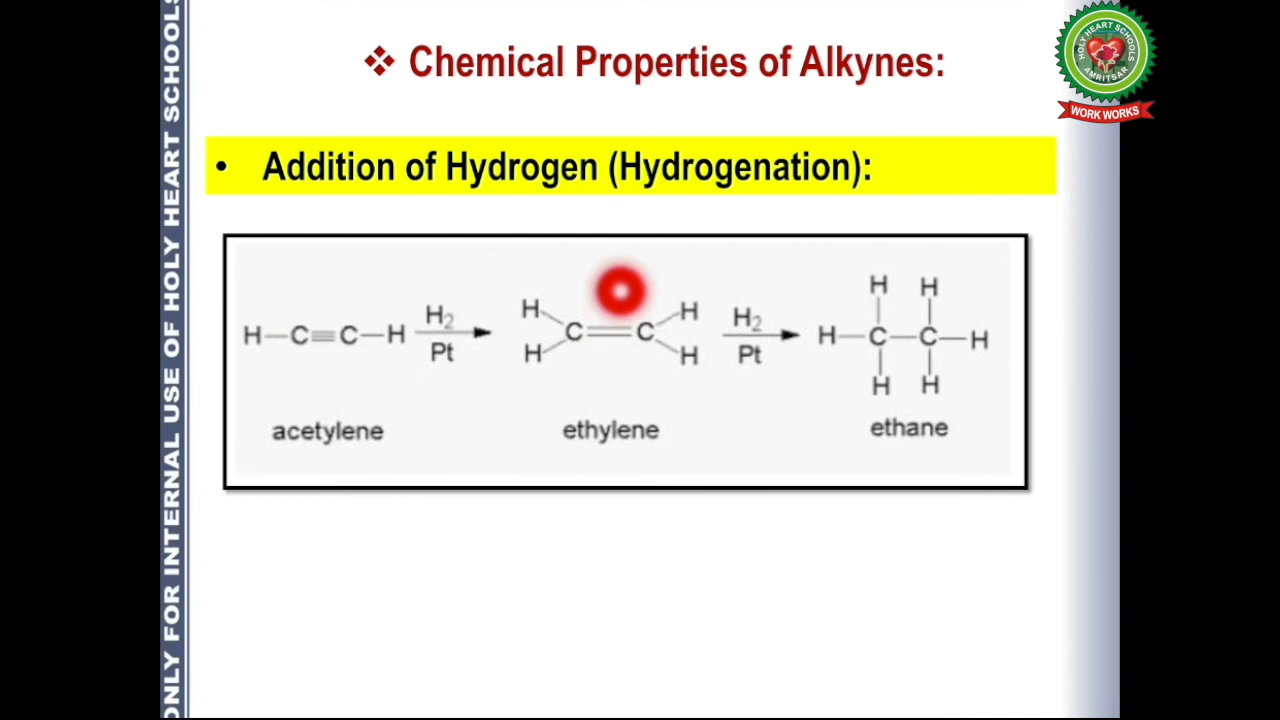 ❖ Chemical Properties of Alkynes:
HOLY HEART SCHOOLS
AMRITSAR
WORK WORKS
• Addition of Hydrogen (Hydrogenation):
H—C≡C—H
H₂
Pt
H H
C=C
H H
H₂
Pt
H H
H—C—C—H
H H
acetylene ethylene ethane
ONLY FOR INTERNAL USE OF HOLY HEART SCHOOLS